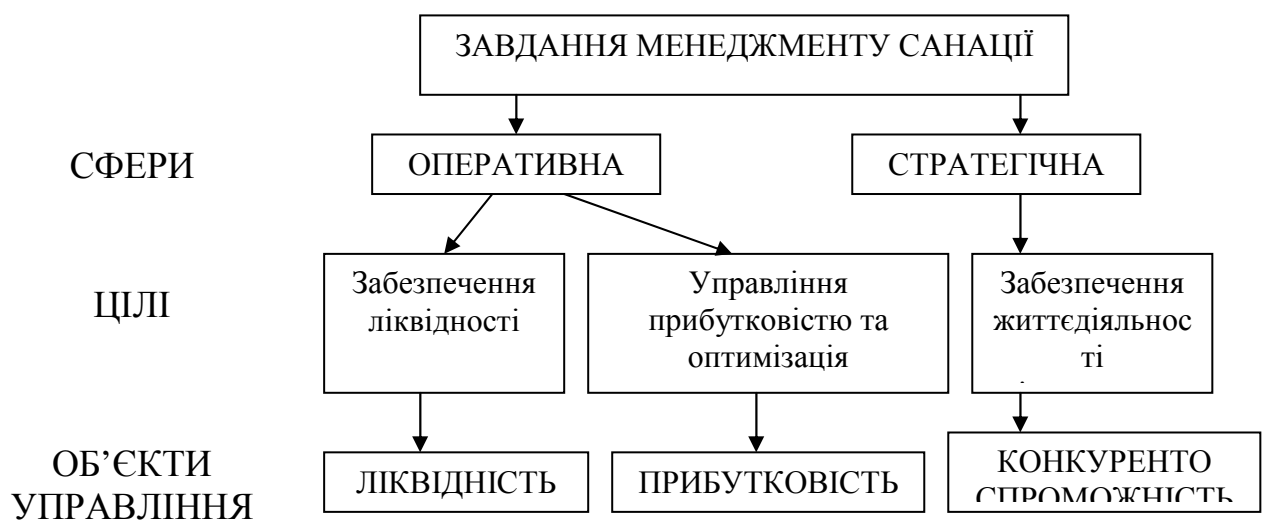 ЗАВДАННЯ МЕНЕДЖМЕНТУ САНАЦІЇ
СФЕРИ
ОПЕРАТИВНА
СТРАТЕГІЧНА
ЦІЛІ
Забезпечення
ліквідності
Управління
прибутковістю та
оптимізація
Забезпечення
життєдіяльнос
ті
ОБ’ЄКТИ
УПРАВЛІННЯ
ЛІКВІДНІСТЬ
ПРИБУТКОВІСТЬ
КОНКУРЕНТО
СПРОМОЖНІСТЬ